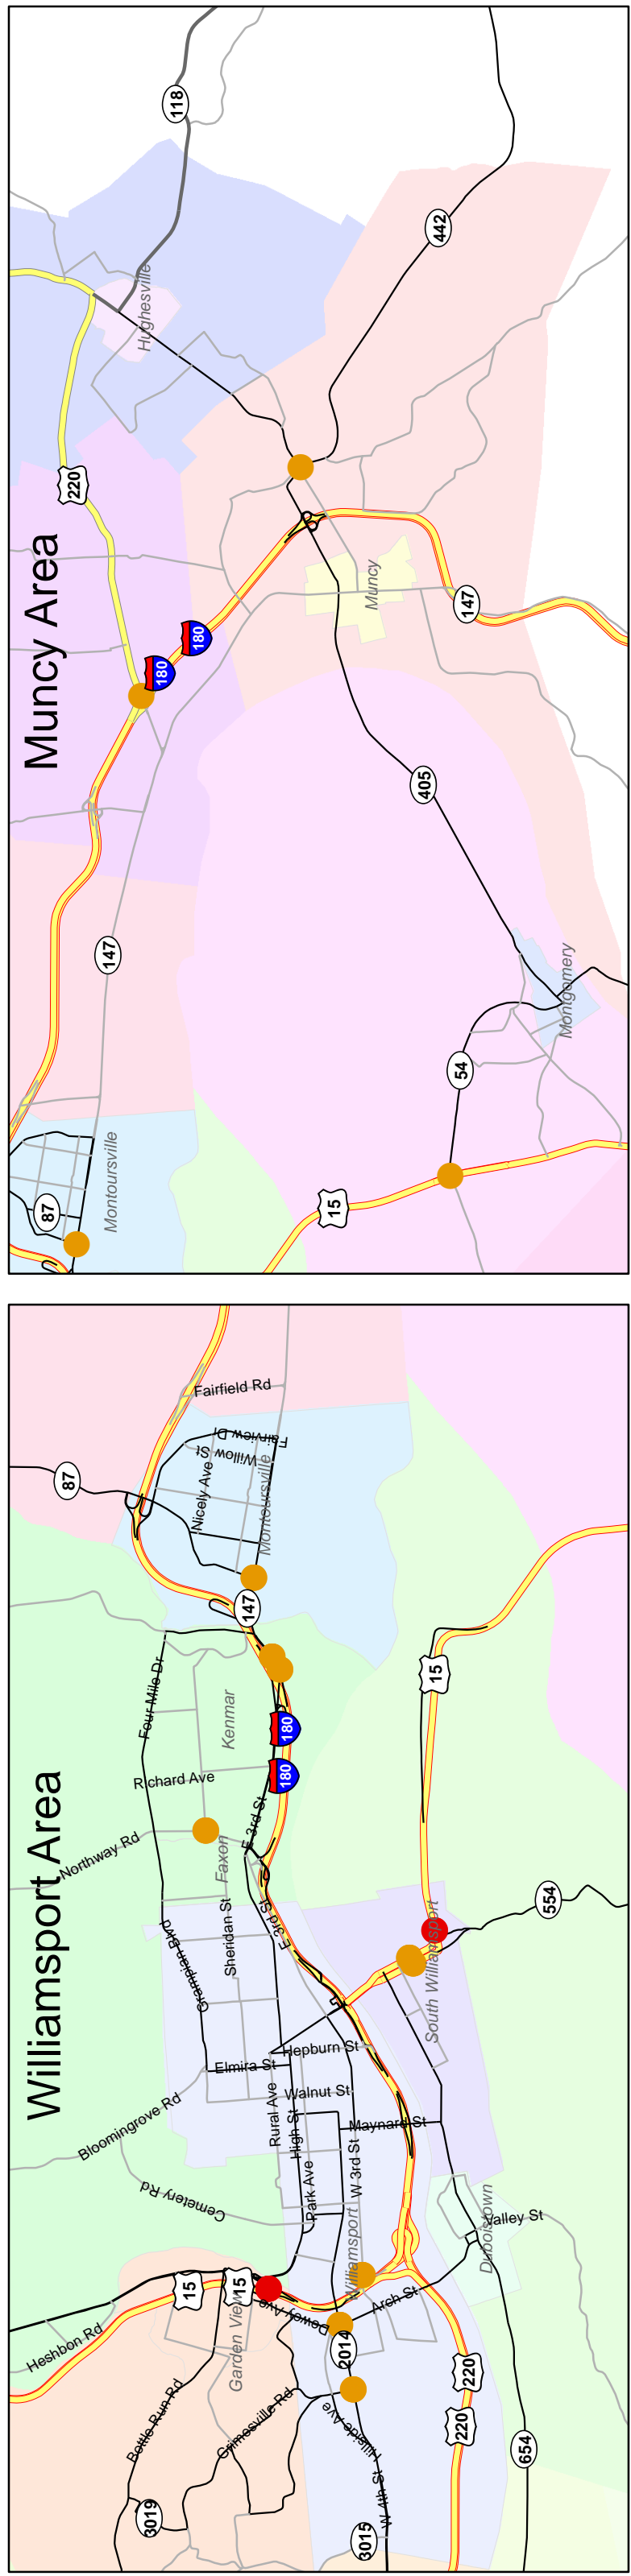 Williamsport Area
Heshbon Rd
Bottle Run Rd
Grimesville Rd
Garden View
Dewey Ave
Hillside Ave
W 4th St
Arch St
Cemetery Rd
Bloomingrove Rd
Williamsport
Park Ave
High St
Rural Ave
W 3rd St
Walnut St
Hepburn St
Elmira St
Maynard St
Valley St
Duboistown
South Williamsport
Grampian Blvd
Sheridan St
E 3rd St
E 3rd St
Northway Rd
Faxon
Richard Ave
Kenmar
Four Mile Dr
Nicely Ave
Willow St
Fairview Dr
Montoursville
Fairfield Rd
3019
3015
15
15
2014
220
220
654
554
180
180
147
87
15
Muncy Area
Montoursville
87
147
15
54
Montgomery
405
180
180
220
147
Muncy
Hughesville
118
442